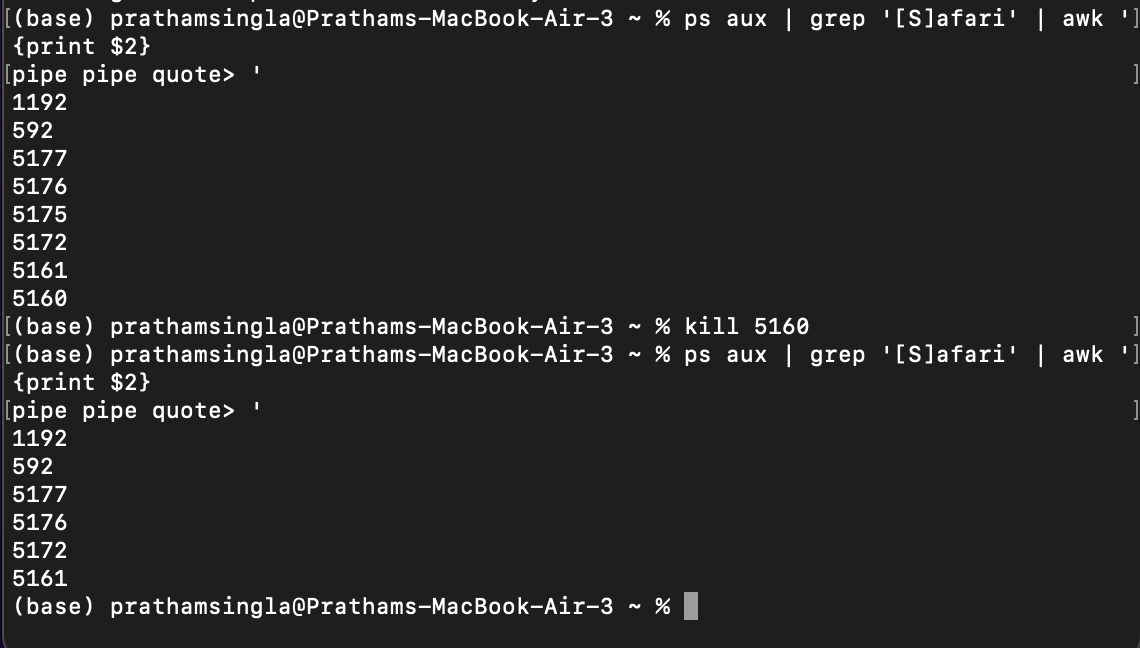 [(base) prathamsingla@Prathams-MacBook-Air-3 ~ % ps aux | grep '[S]afari' | awk ']
{print $2}
[pipe pipe quote> ' ]
1192
592
5177
5176
5175
5172
5161
5160
[(base) prathamsingla@Prathams-MacBook-Air-3 ~ % kill 5160 ]
[(base) prathamsingla@Prathams-MacBook-Air-3 ~ % ps aux | grep '[S]afari' | awk ']
{print $2}
[pipe pipe quote> ' ]
1192
592
5177
5176
5172
5161
(base) prathamsingla@Prathams-MacBook-Air-3 ~ %